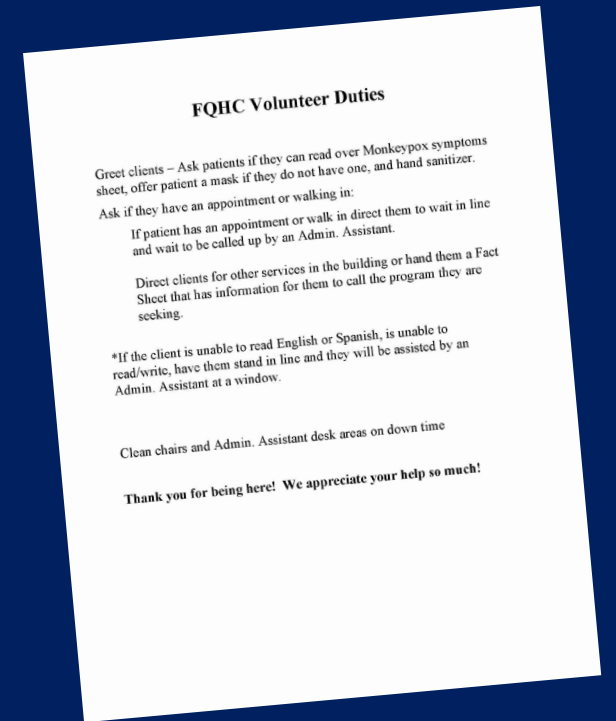 FQHC Volunteer Duties
Greet clients – Ask patients if they can read over Monkeypox symptoms
sheet, offer patient a mask if they do not have one, and hand sanitizer.
Ask if they have an appointment or walking in:
If patient has an appointment or walk in direct them to wait in line
and wait to be called up by an Admin. Assistant.
Direct clients for other services in the building or hand them a Fact
Sheet that has information for them to call the program they are
seeking.
*If the client is unable to read English or Spanish, is unable to
read/write, have them stand in line and they will be assisted by an
Admin. Assistant at a window.
Clean chairs and Admin. Assistant desk areas on down time
Thank you for being here! We appreciate your help so much!